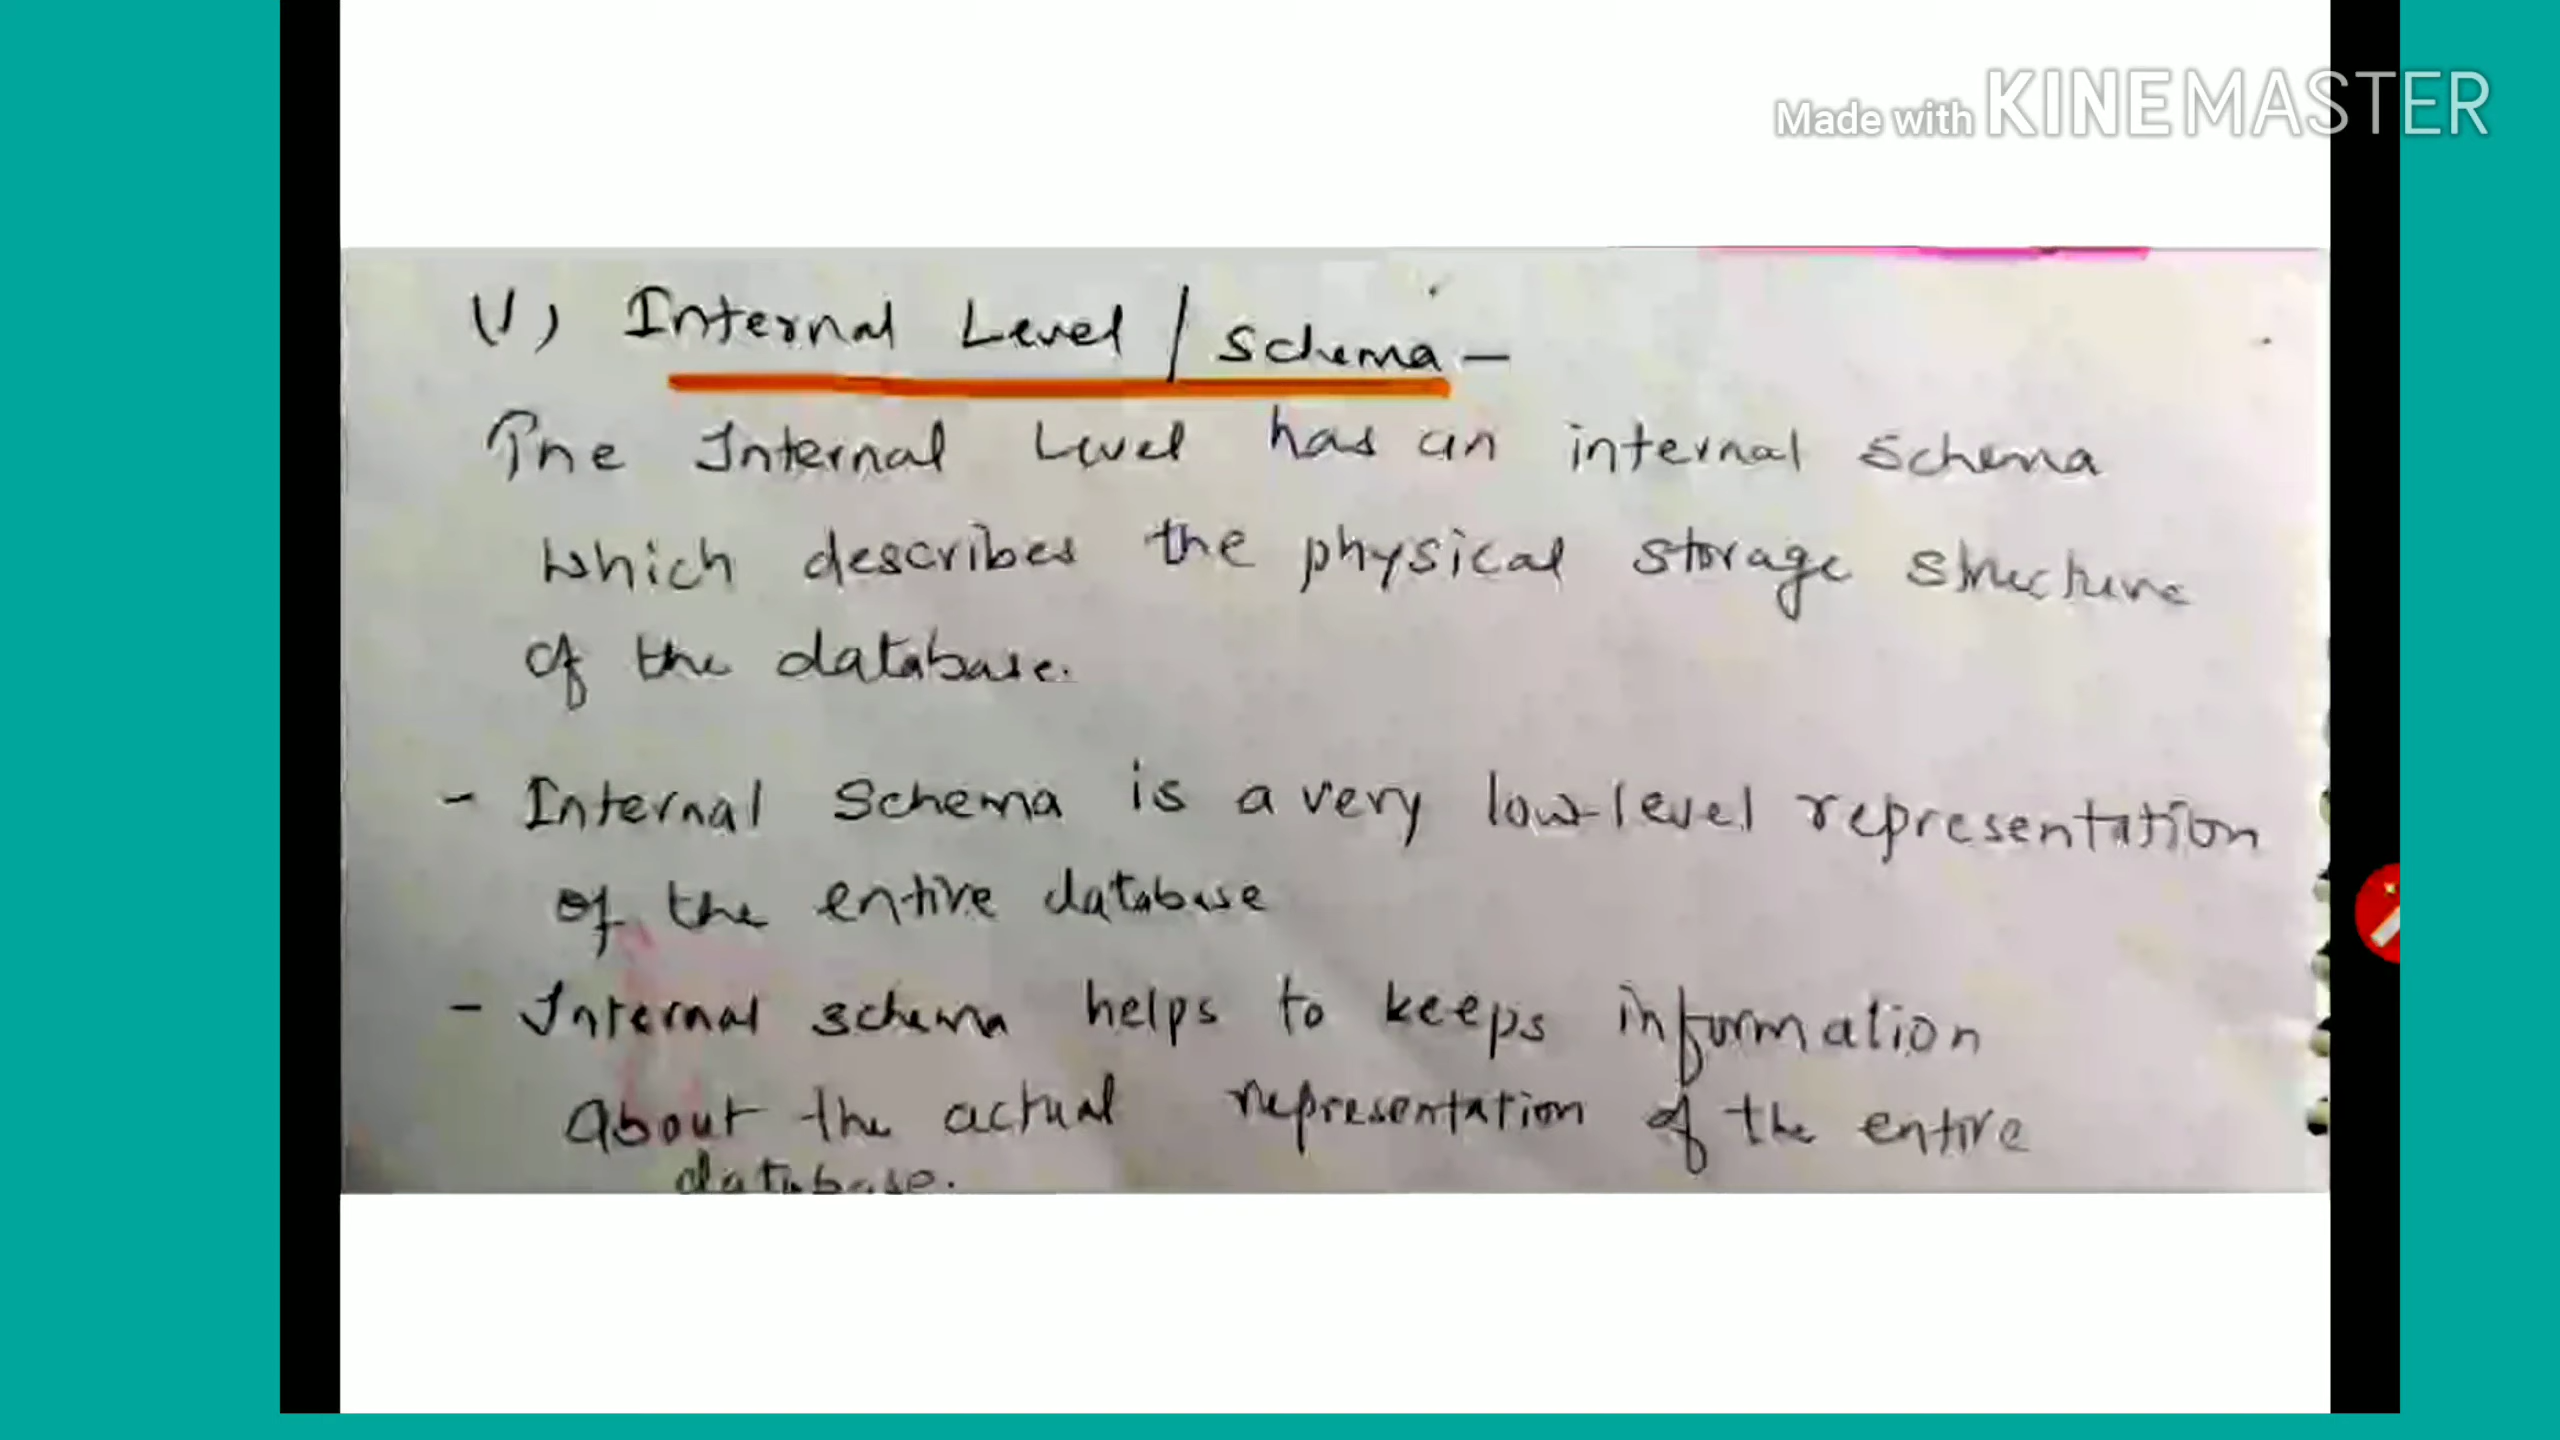 Made with KINEMASTER
(1) Internal Level / Schema -
The Internal Level has an internal schema
which describes the physical storage structure
of the database.
- Internal Schema is a very low-level representation
of the entire database
- Internal schema helps to keeps information
About the actual representation of the entire
database.